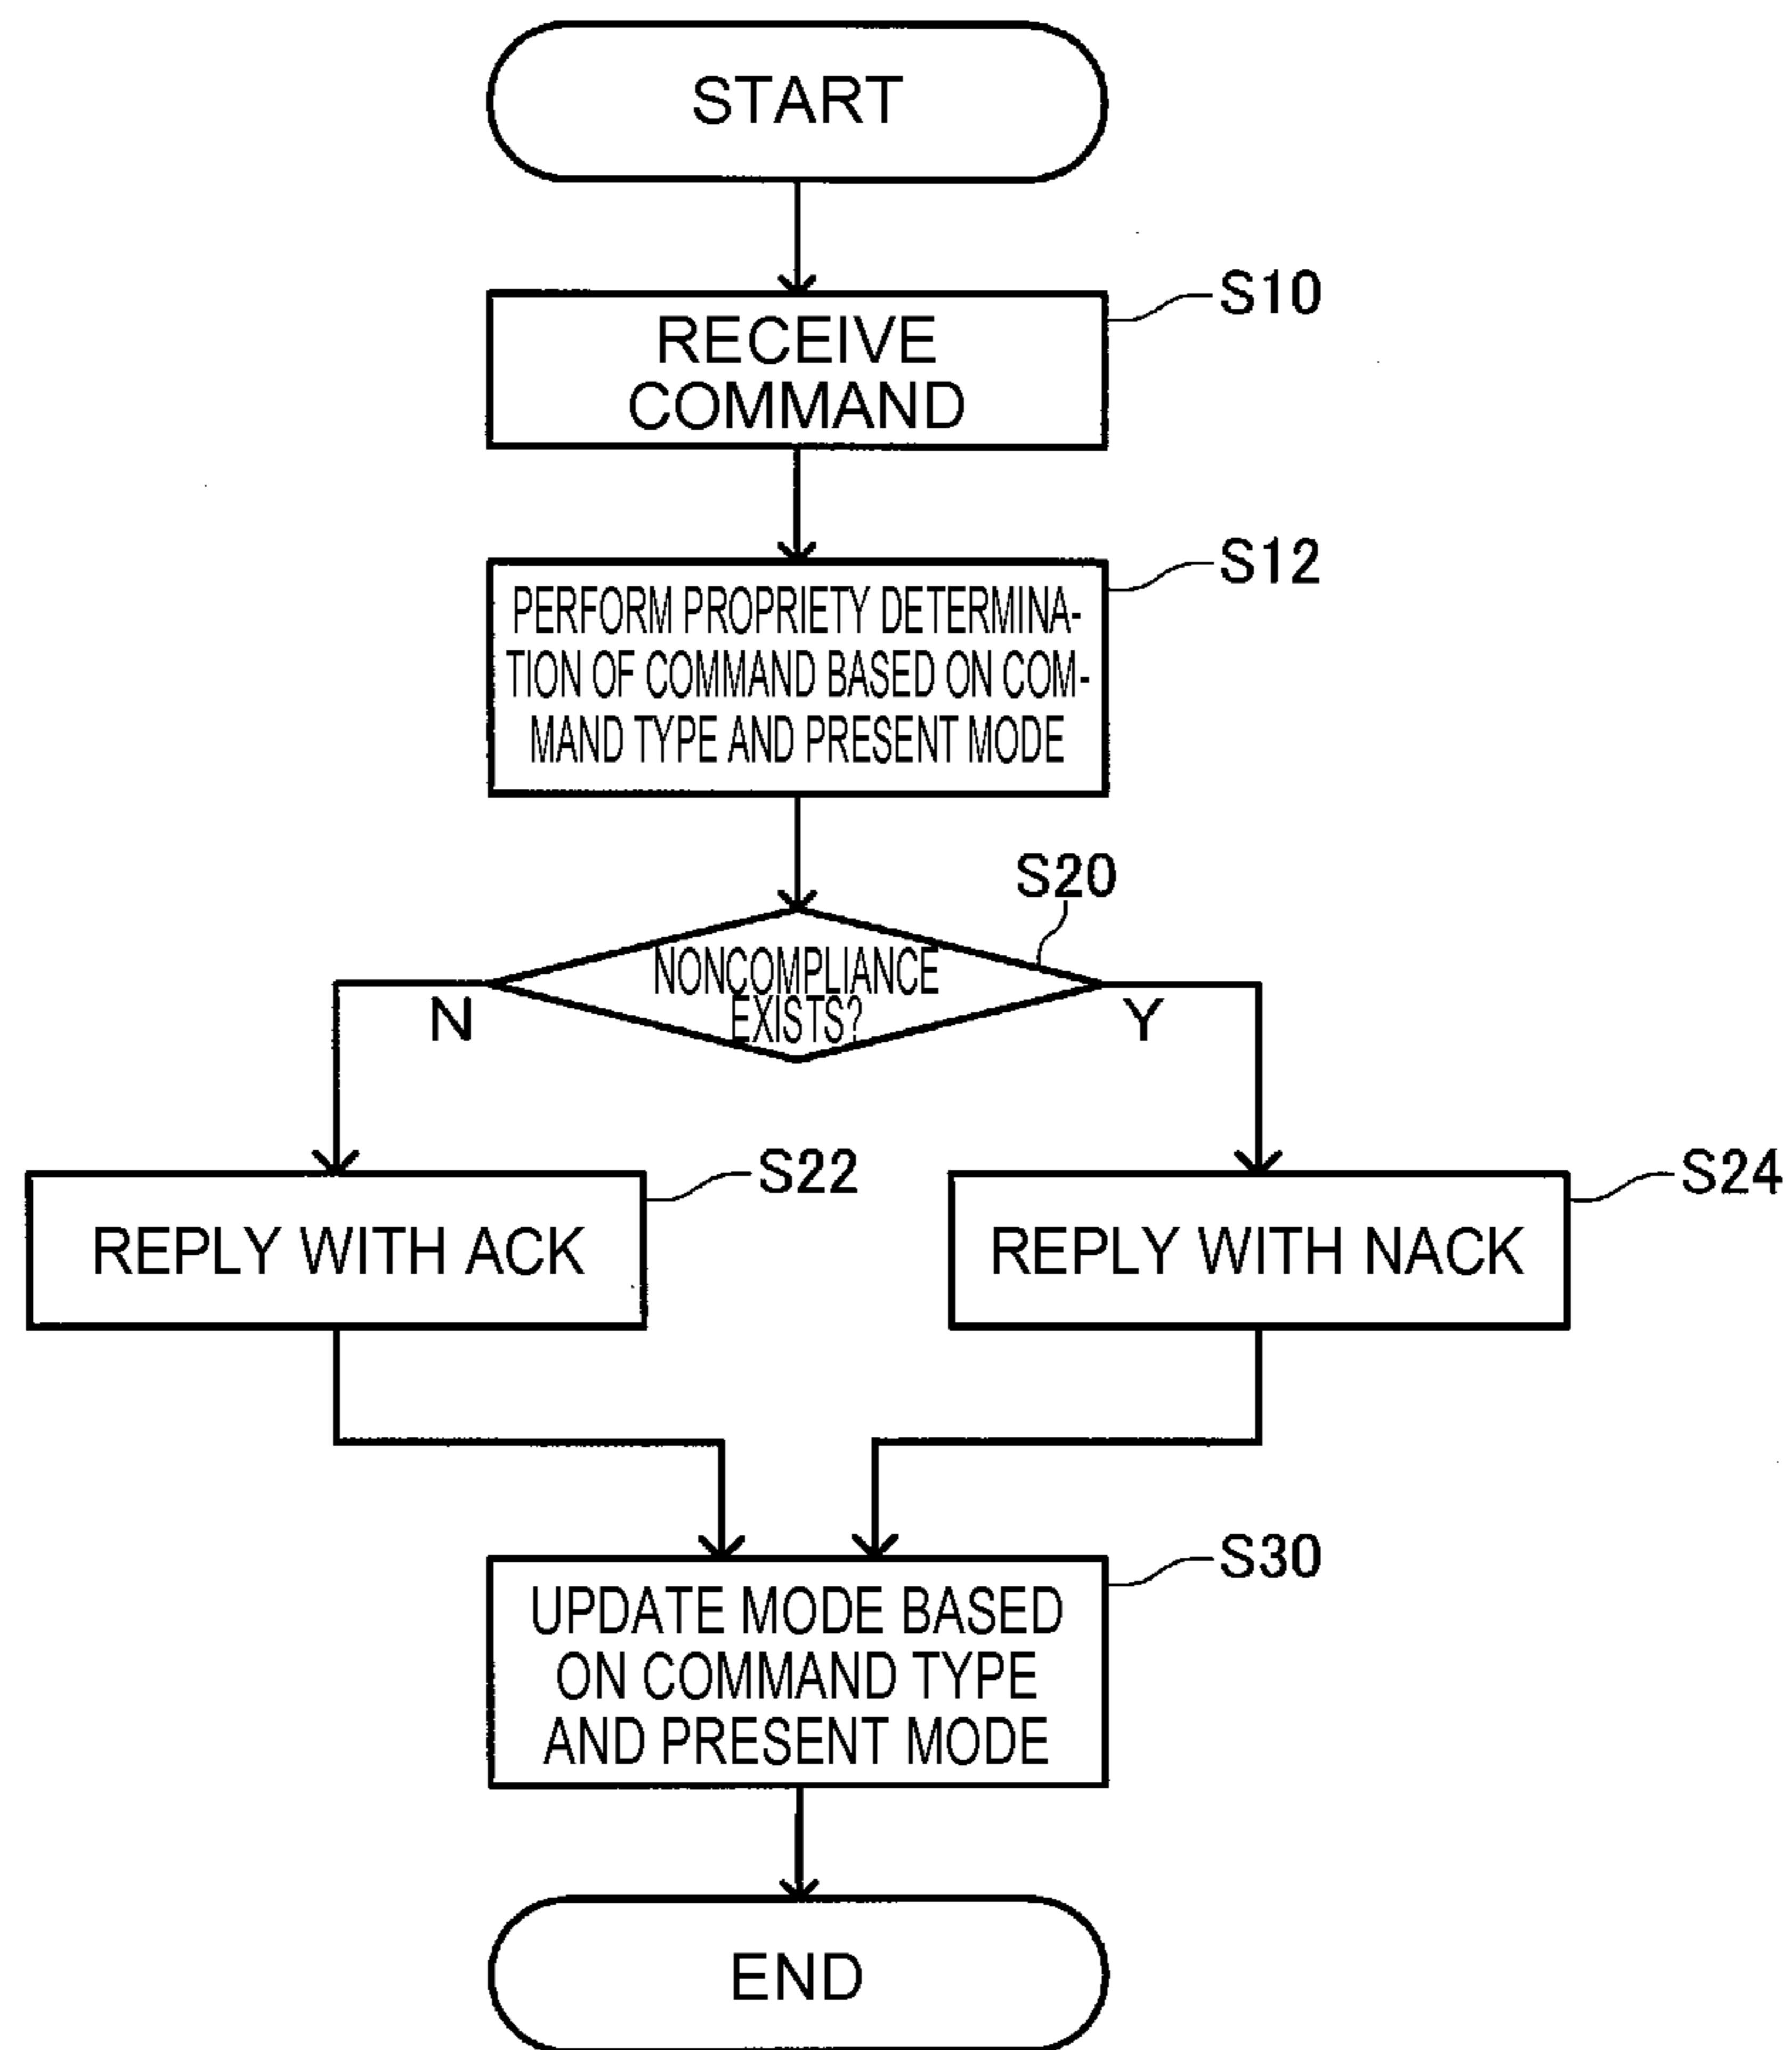 START
S10
RECEIVE
COMMAND
S12
PERFORM PROPRIETY DETERMINA-
TION OF COMMAND BASED ON COM-
MAND TYPE AND PRESENT MODE
S20
NONCOMPLIANCE
EXISTS?
N
Y
S22
REPLY WITH ACK
S24
REPLY WITH NACK
S30
UPDATE MODE BASED
ON COMMAND TYPE
AND PRESENT MODE
END